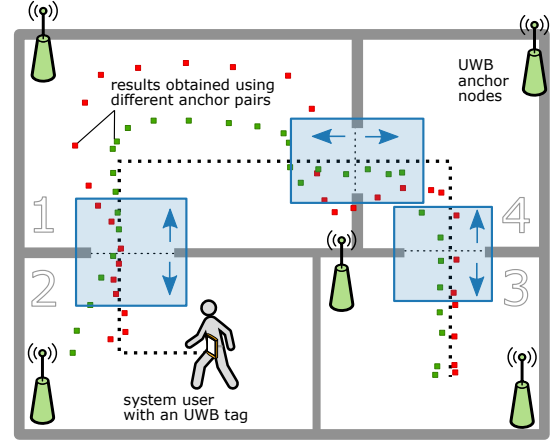 UWB
anchor
nodes
results obtained using
different anchor pairs
1
4
2
3
system user
with an UWB tag